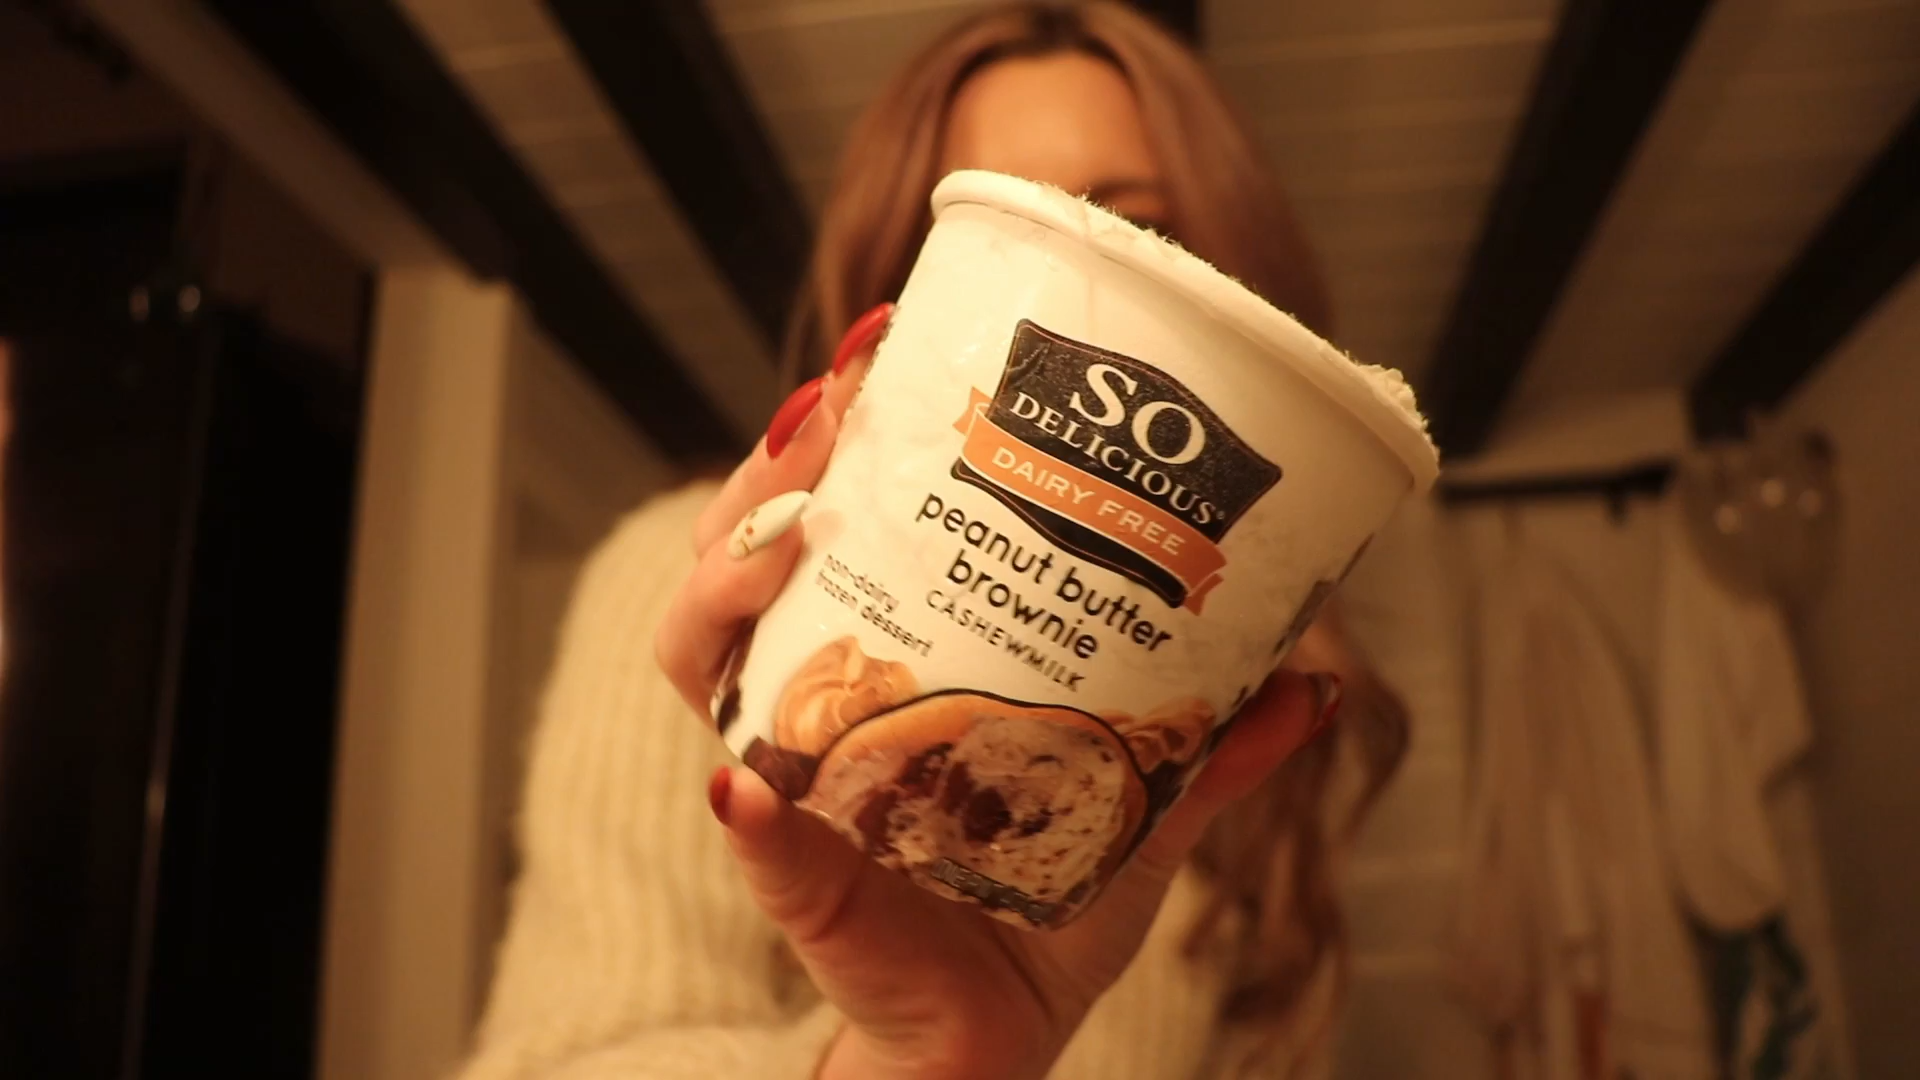 SO
DELICIOUS®
DAIRY FREE
peanut butter
brownie
CASHEWMILK
non-dairy
frozen dessert